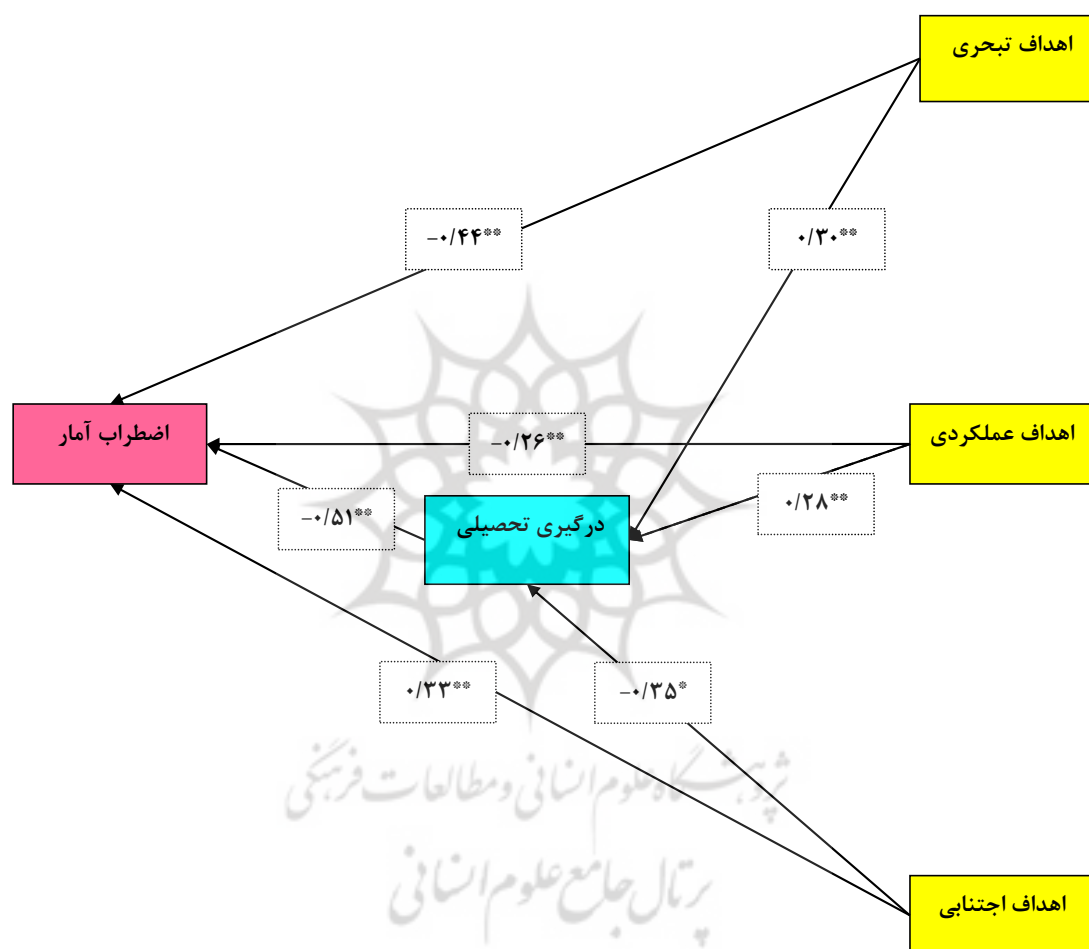 اهداف تبحری
-۰/۴۴**
۰/۳۰**
اضطراب آمار
-۰/۲۶**
اهداف عملکردی
۰/۲۸**
-۰/۵۱**
درگیری تحصیلی
۰/۳۳**
-۰/۳۵*
پژوهشگاه علوم انسانی و مطالعات فرهنگی
پرتال جامع علوم انسانی
اهداف اجتنابی